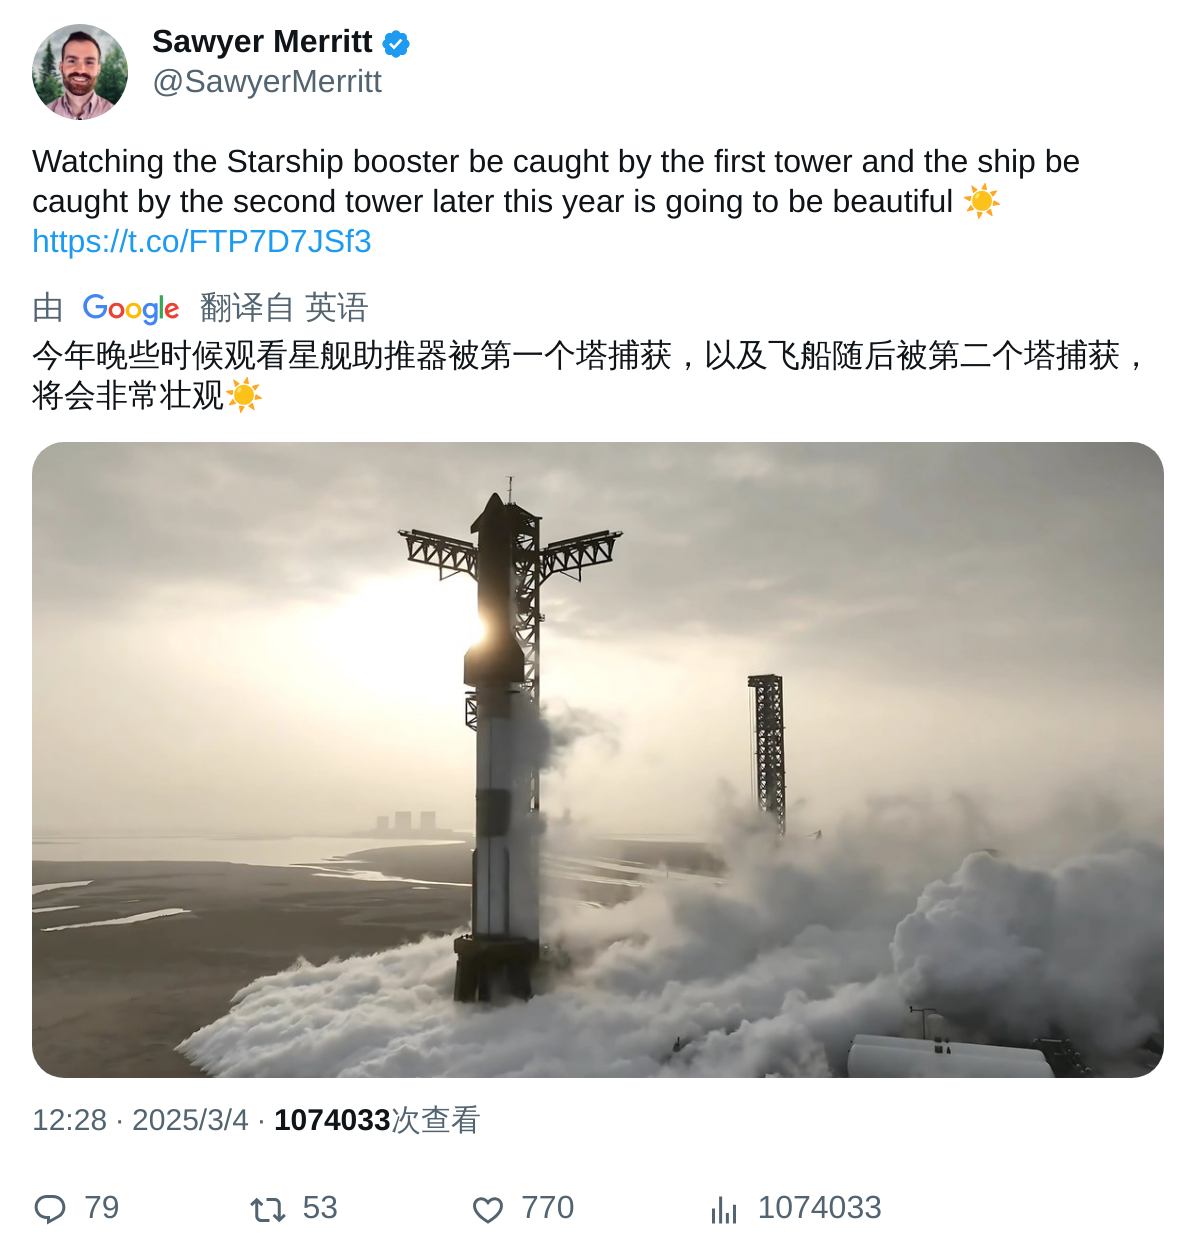 Sawyer Merritt
@SawyerMerritt
Watching the Starship booster be caught by the first tower and the ship be
caught by the second tower later this year is going to be beautiful ☀️
https://t.co/FTP7D7JSf3
由 Google 翻译自 英语
今年晚些时候观看星舰助推器被第一个塔捕获，以及飞船随后被第二个塔捕获，
将会非常壮观☀️
12:28 · 2025/3/4 · 1074033次查看
79 53 770 1074033